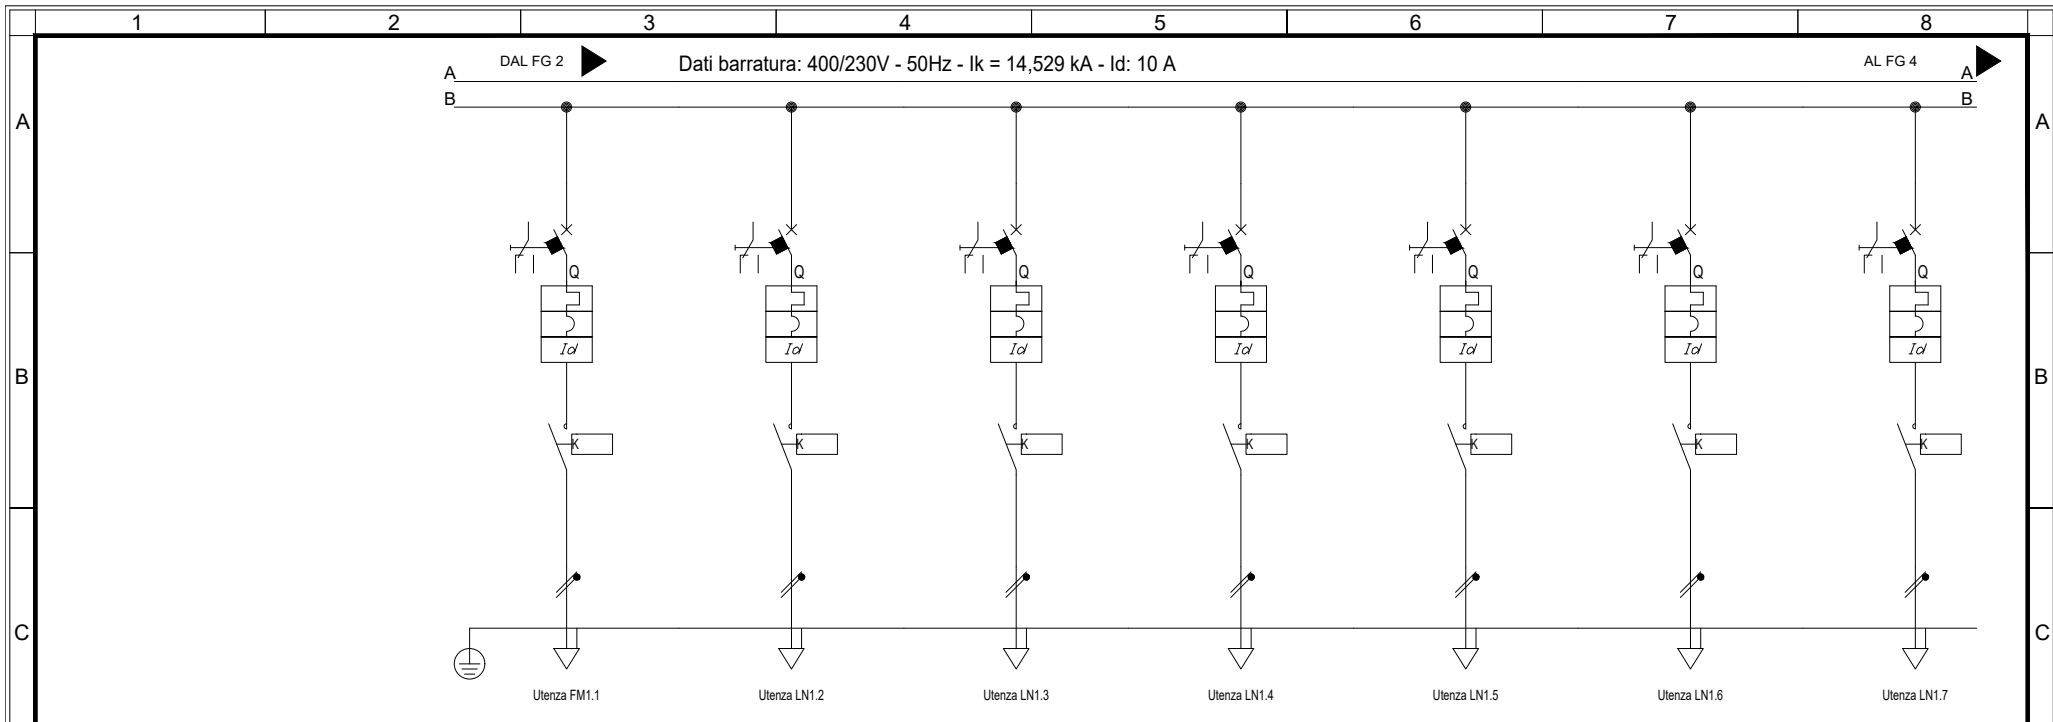 1 2 3 4 5 6 7 8
DAL FG 2 Dati barratura: 400/230V - 50Hz - Ik = 14,529 kA - Id: 10 A AL FG 4
A A
B B
A A
Q Q Q Q Q Q Q
Id Id Id Id Id Id Id
B B
K K K K K K K
C C
Utenza FM1.1 Utenza LN1.2 Utenza LN1.3 Utenza LN1.4 Utenza LN1.5 Utenza LN1.6 Utenza LN1.7